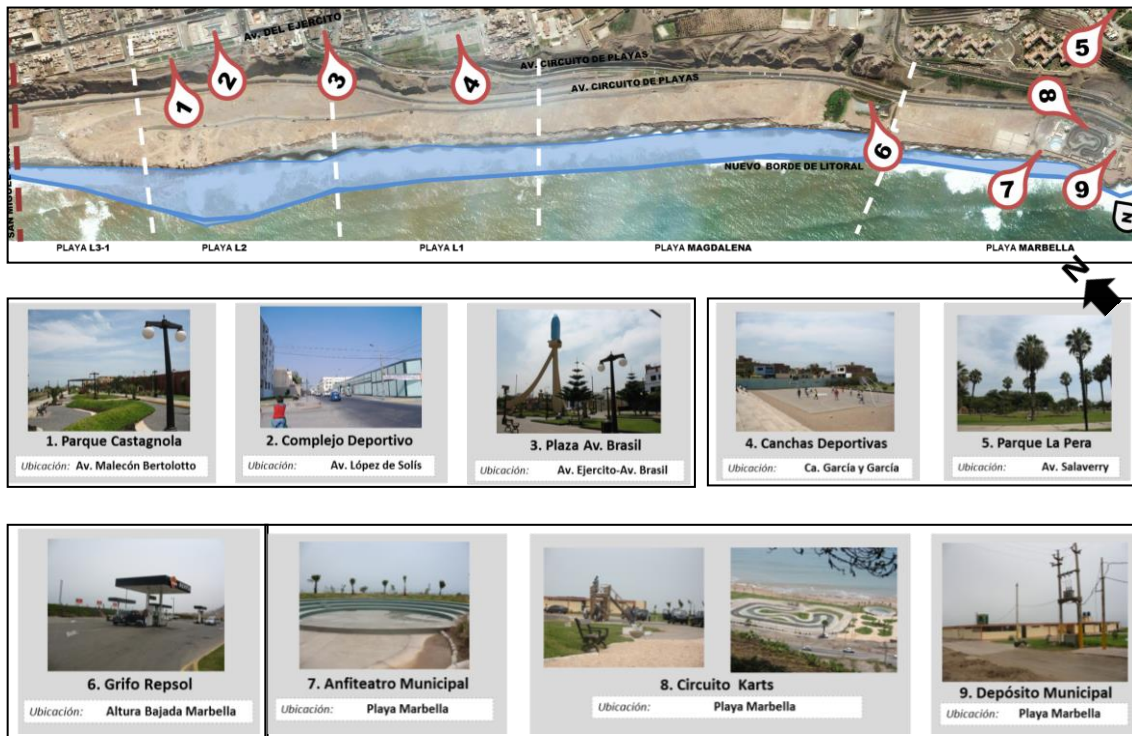 AV. DEL EJERCITO
AV. CIRCUITO DE PLAYAS
AV. CIRCUITO DE PLAYAS
1
2
3
4
5
6
7
8
9
NUEVO BORDE DE LITORAL
SAN MIGUEL
N
PLAYA L3-1
PLAYA L2
PLAYA L1
PLAYA MAGDALENA
PLAYA MARBELLA
N
1. Parque Castagnola
Ubicación: Av. Malecón Bertolotto
2. Complejo Deportivo
Ubicación: Av. López de Solís
3. Plaza Av. Brasil
Ubicación: Av. Ejercito-Av. Brasil
4. Canchas Deportivas
Ubicación: Ca. García y García
5. Parque La Pera
Ubicación: Av. Salaverry
6. Grifo Repsol
Ubicación: Altura Bajada Marbella
7. Anfiteatro Municipal
Ubicación: Playa Marbella
8. Circuito Karts
Ubicación: Playa Marbella
9. Depósito Municipal
Ubicación: Playa Marbella